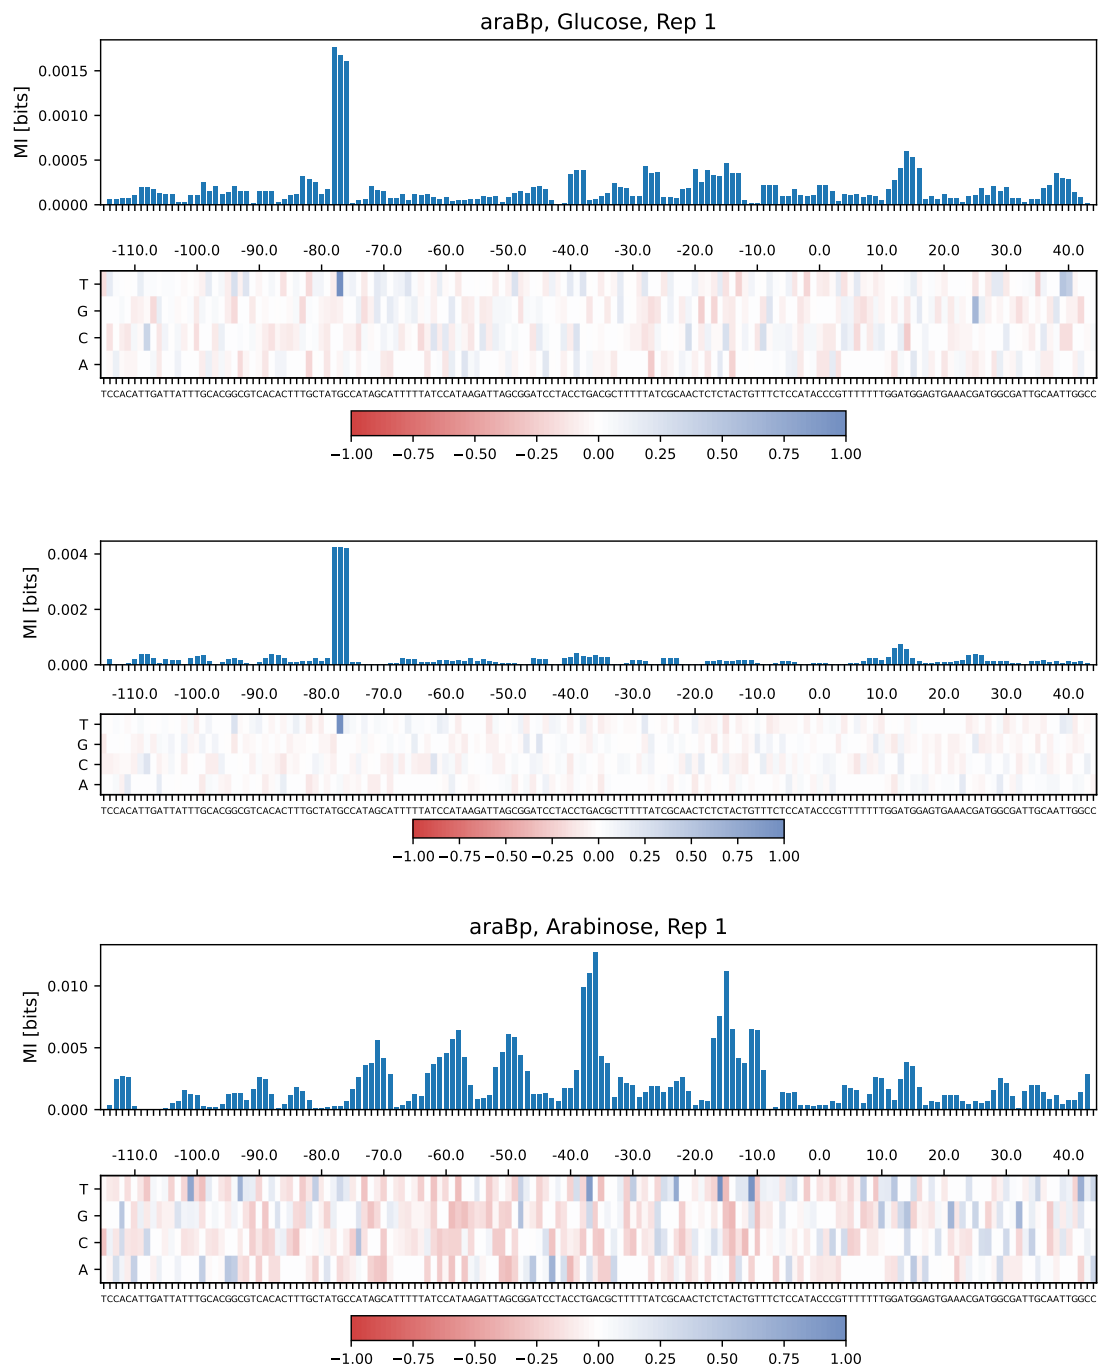 araBp, Glucose, Rep 1
MI [bits]
0.0015
0.0010
0.0005
0.0000
-110.0 -100.0 -90.0 -80.0 -70.0 -60.0 -50.0 -40.0 -30.0 -20.0 -10.0 0.0 10.0 20.0 30.0 40.0
T
G
C
A
TCCACATTGATTATTTGCACGGCGTCACACTTTGCTATGCCATAGCATTTTTATCCATAAGATTAGCGGATCCTACCTGACGCTTTTTATCGCAACTCTCTACTGTTTCTCCATACCCGTTTTTTTGGATGGAGTGAAACGATGGCGATTGCAATTGGCC
−1.00 −0.75 −0.50 −0.25 0.00 0.25 0.50 0.75 1.00
MI [bits]
0.004
0.002
0.000
-110.0 -100.0 -90.0 -80.0 -70.0 -60.0 -50.0 -40.0 -30.0 -20.0 -10.0 0.0 10.0 20.0 30.0 40.0
T
G
C
A
TCCACATTGATTATTTGCACGGCGTCACACTTTGCTATGCCATAGCATTTTTATCCATAAGATTAGCGGATCCTACCTGACGCTTTTTATCGCAACTCTCTACTGTTTCTCCATACCCGTTTTTTTGGATGGAGTGAAACGATGGCGATTGCAATTGGCC
−1.00 −0.75 −0.50 −0.25 0.00 0.25 0.50 0.75 1.00
araBp, Arabinose, Rep 1
MI [bits]
0.010
0.005
0.000
-110.0 -100.0 -90.0 -80.0 -70.0 -60.0 -50.0 -40.0 -30.0 -20.0 -10.0 0.0 10.0 20.0 30.0 40.0
T
G
C
A
TCCACATTGATTATTTGCACGGCGTCACACTTTGCTATGCCATAGCATTTTTATCCATAAGATTAGCGGATCCTACCTGACGCTTTTTATCGCAACTCTCTACTGTTTCTCCATACCCGTTTTTTTGGATGGAGTGAAACGATGGCGATTGCAATTGGCC
−1.00 −0.75 −0.50 −0.25 0.00 0.25 0.50 0.75 1.00